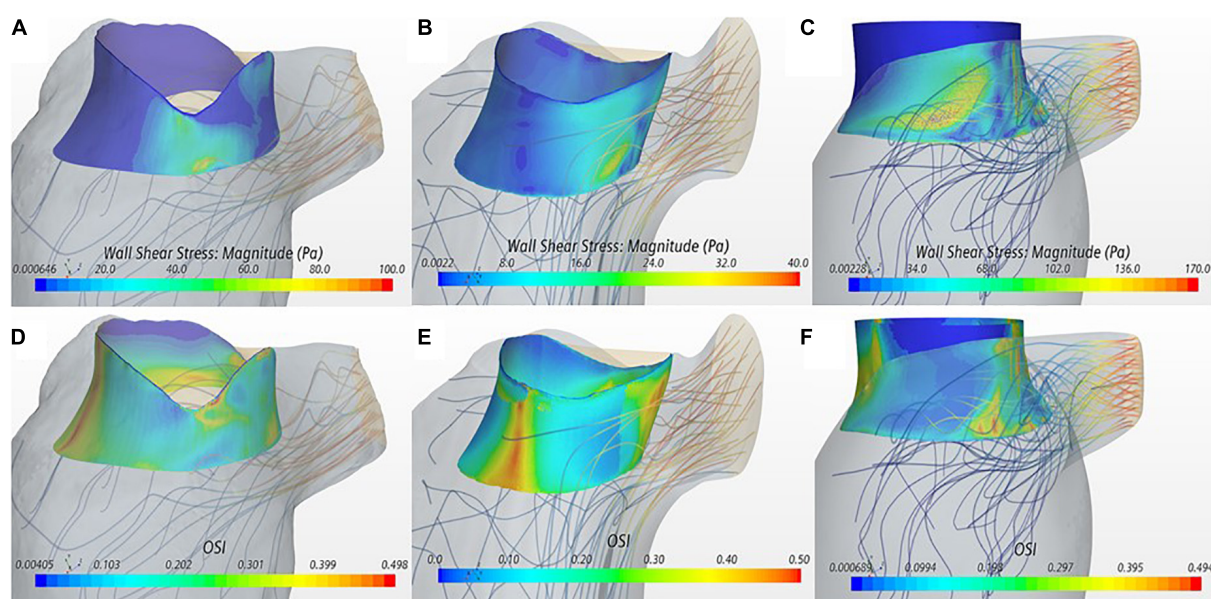 A
B
C
Wall Shear Stress: Magnitude (Pa)
0.000646 20.0 40.0 60.0 80.0 100.0
Wall Shear Stress: Magnitude (Pa)
0.0022 8.0 16.0 24.0 32.0 40.0
Wall Shear Stress: Magnitude (Pa)
0.00228 34.0 68.0 102.0 136.0 170.0
D
E
F
OSI
0.00405 0.103 0.202 0.301 0.399 0.498
OSI
0.0 0.10 0.20 0.30 0.40 0.50
OSI
0.000689 0.0994 0.198 0.297 0.395 0.494